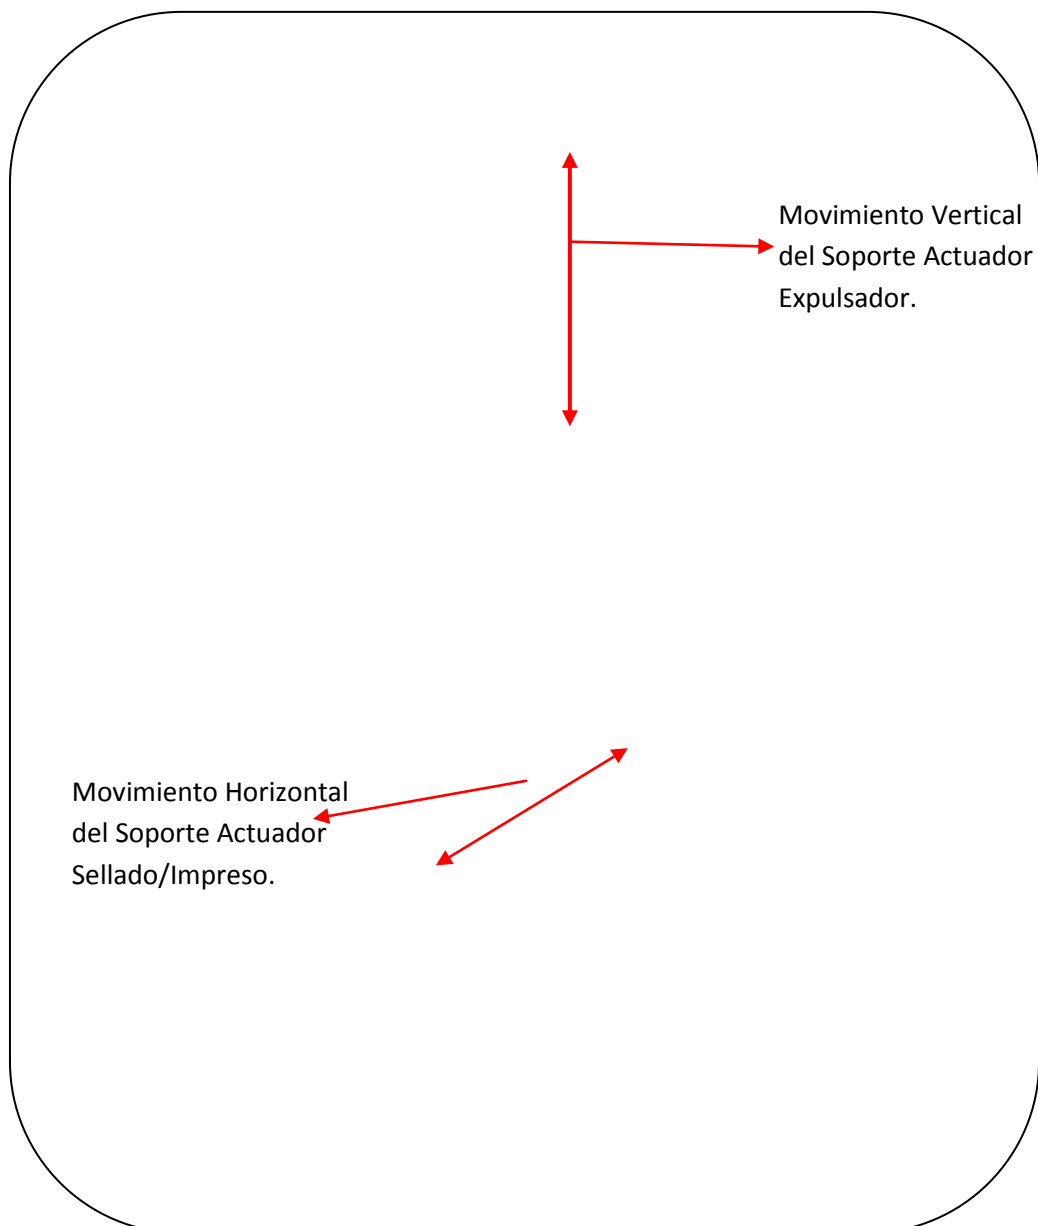 Movimiento Vertical
del Soporte Actuador
Expulsador.
Movimiento Horizontal
del Soporte Actuador
Sellado/Impreso.